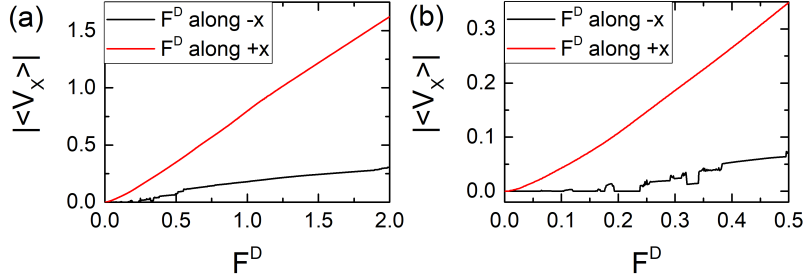 (a)
F^D along -x
F^D along +x
|<V_X>|
1.5
1.0
0.5
0.0
0.0 0.5 1.0 1.5 2.0
F^D
(b)
F^D along -x
F^D along +x
|<V_X>|
0.3
0.2
0.1
0.0
0.0 0.1 0.2 0.3 0.4 0.5
F^D